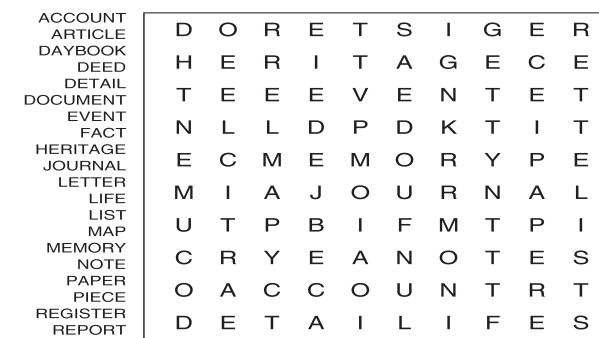 ACCOUNT
ARTICLE
DAYBOOK
DEED
DETAIL
DOCUMENT
EVENT
FACT
HERITAGE
JOURNAL
LETTER
LIFE
LIST
MAP
MEMORY
NOTE
PAPER
PIECE
REGISTER
REPORT
D O R E T S I G E R
H E R I T A G E C E
T E E E V E N T E T
N L L D P D K T I T
E C M E M O R Y P E
M I A J O U R N A L
U T P B I F M T P I
C R Y E A N O T E S
O A C C O U N T R T
D E T A I L I F E S